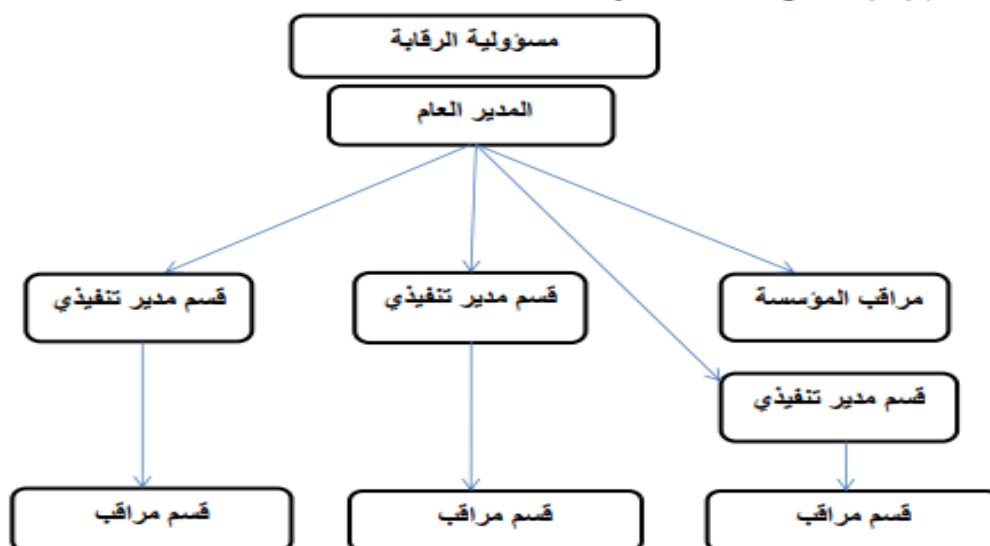 مسؤولية الرقابة
المدير العام
مراقب المؤسسة
قسم مدير تنفيذي
قسم مدير تنفيذي
قسم مدير تنفيذي
قسم مراقب
قسم مراقب
قسم مراقب